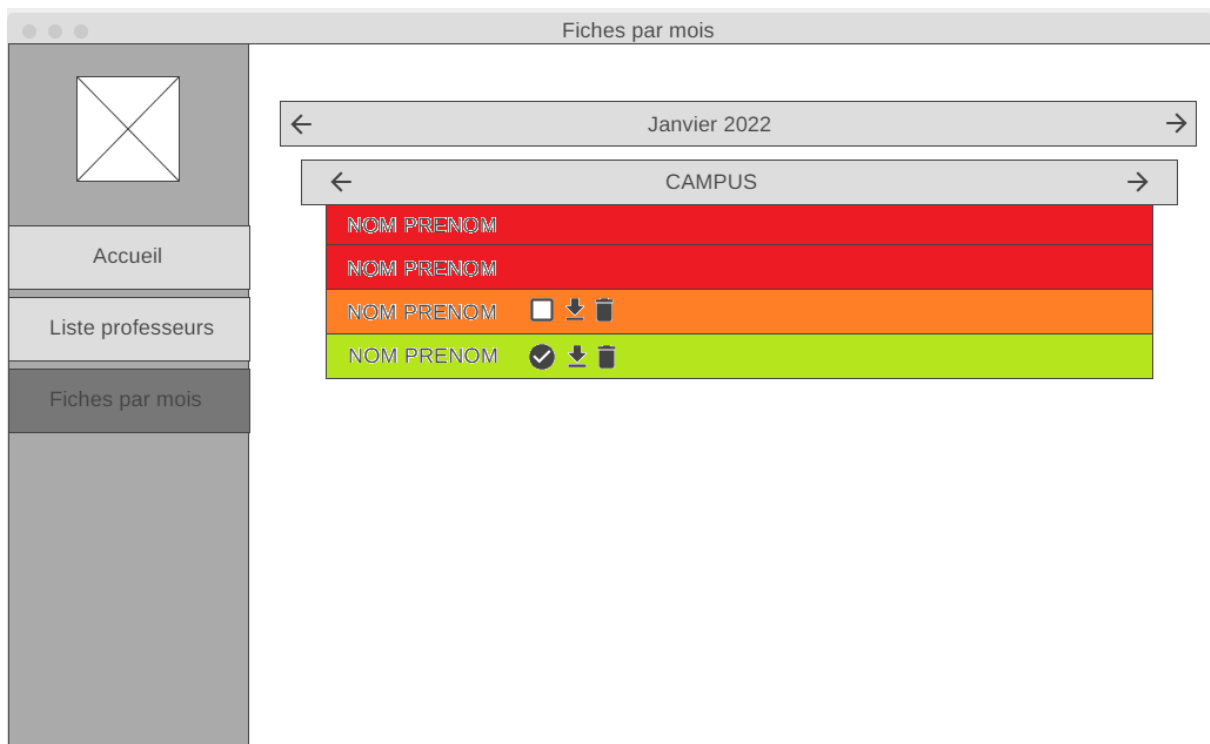 Fiches par mois
Accueil
Liste professeurs
Fiches par mois
Janvier 2022
CAMPUS
NOM PRENOM
NOM PRENOM
NOM PRENOM
NOM PRENOM